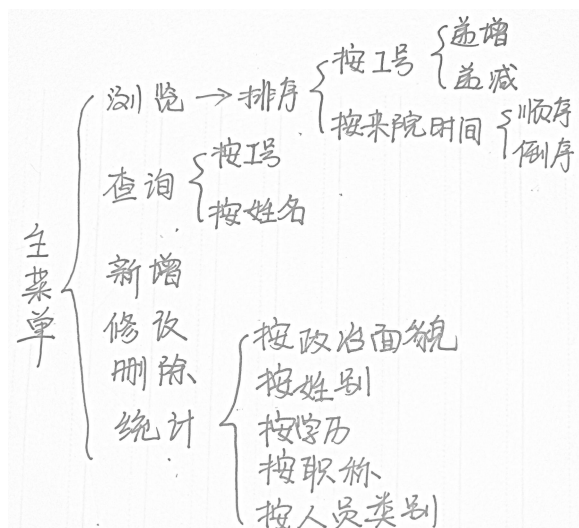 主菜单
浏览→排序
按工号
递增
递减
按来院时间
顺序
倒序
查询
按工号
按姓名
新增
修改
删除
统计
按政治面貌
按姓别
按学历
按职称
按人员类别